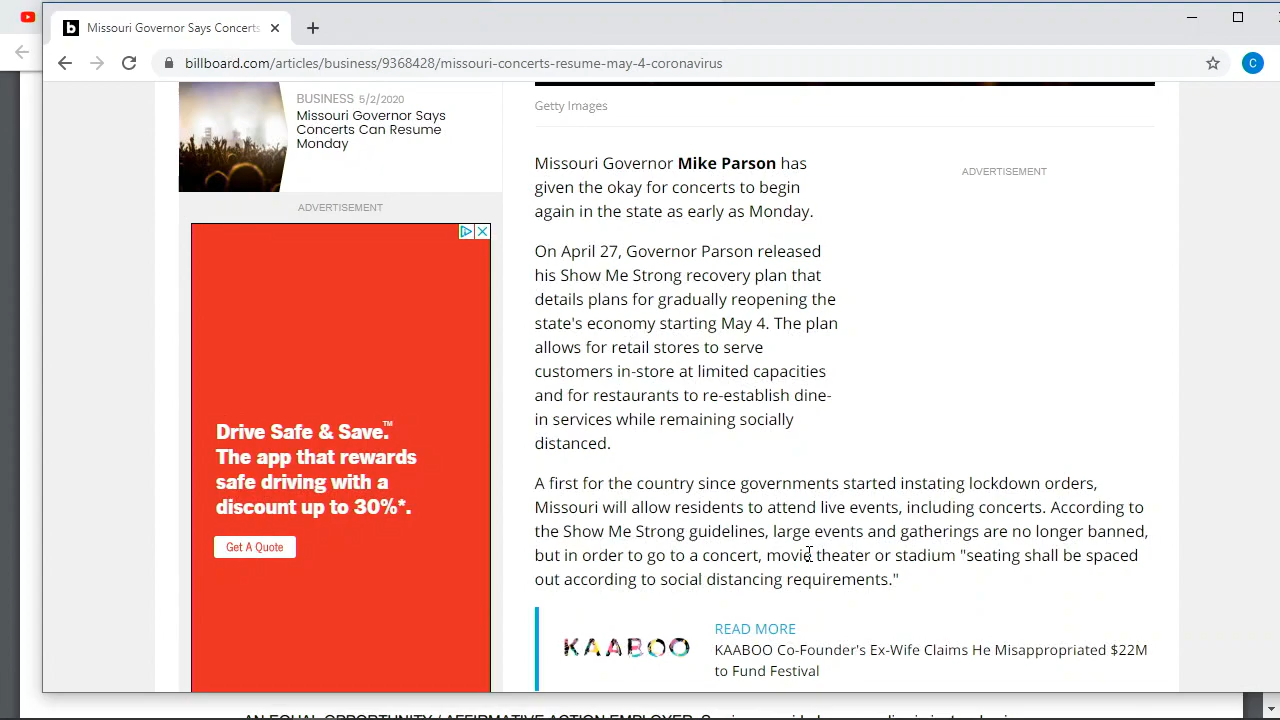 Missouri Governor Says Concerts
billboard.com/articles/business/9368428/missouri-concerts-resume-may-4-coronavirus
C
BUSINESS 5/2/2020
Missouri Governor Says
Concerts Can Resume
Monday
ADVERTISEMENT
Drive Safe & Save.™
The app that rewards
safe driving with a
discount up to 30%*.
Get A Quote
Getty Images
Missouri Governor Mike Parson has
given the okay for concerts to begin
again in the state as early as Monday.
ADVERTISEMENT
On April 27, Governor Parson released
his Show Me Strong recovery plan that
details plans for gradually reopening the
state's economy starting May 4. The plan
allows for retail stores to serve
customers in-store at limited capacities
and for restaurants to re-establish dine-
in services while remaining socially
distanced.
A first for the country since governments started instating lockdown orders,
Missouri will allow residents to attend live events, including concerts. According to
the Show Me Strong guidelines, large events and gatherings are no longer banned,
but in order to go to a concert, movie theater or stadium "seating shall be spaced
out according to social distancing requirements."
KAABOO
READ MORE
KAABOO Co-Founder's Ex-Wife Claims He Misappropriated $22M
to Fund Festival
AN EQUAL OPPORTUNITY / AFFIRMATIVE ACTION EMPLOYER